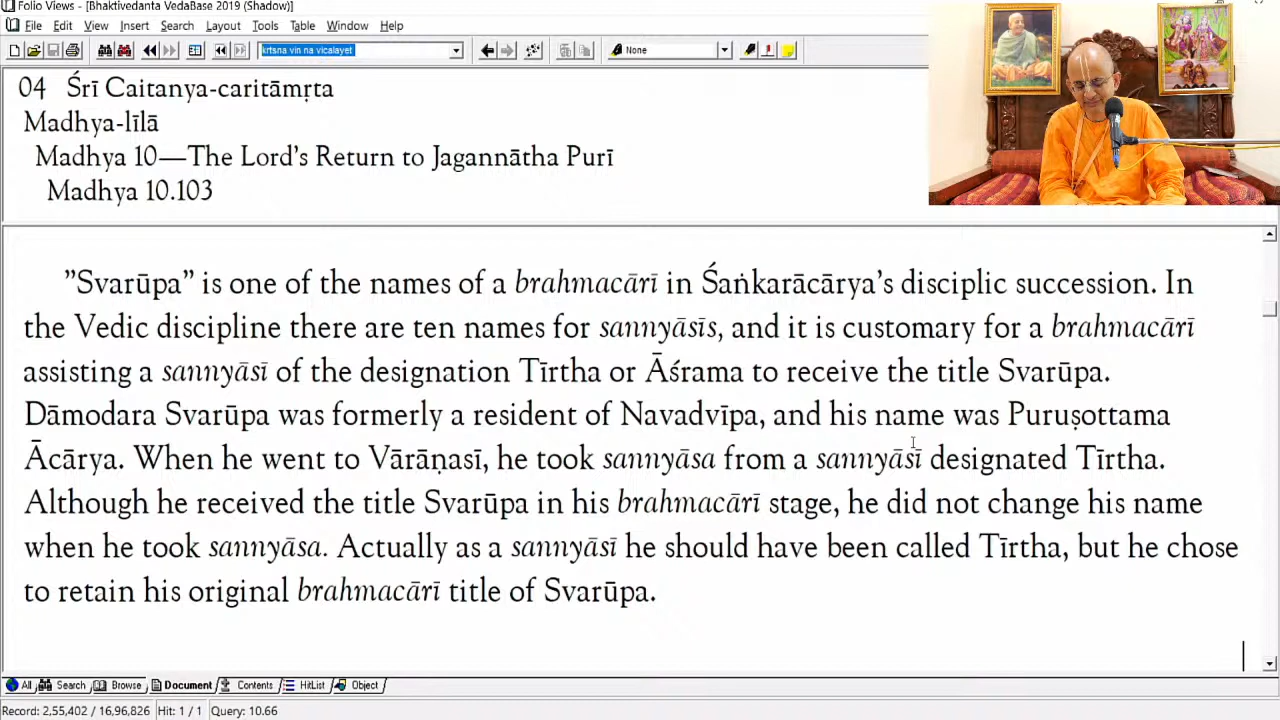 Folio Views - [Bhaktivedanta VedaBase 2019 (Shadow)]
File Edit View Insert Search Layout Tools Table Window Help
krtsna vin na vicalayet
None
04 Śrī Caitanya-caritāmṛta
Madhya-līlā
Madhya 10—The Lord's Return to Jagannātha Purī
Madhya 10.103
"Svarūpa" is one of the names of a brahmacārī in Śaṅkarācārya's disciplic succession. In
the Vedic discipline there are ten names for sannyāsīs, and it is customary for a brahmacārī
assisting a sannyāsī of the designation Tīrtha or Āśrama to receive the title Svarūpa.
Dāmodara Svarūpa was formerly a resident of Navadvīpa, and his name was Puruṣottama
Ācārya. When he went to Vārāṇasī, he took sannyāsa from a sannyāsī designated Tīrtha.
Although he received the title Svarūpa in his brahmacārī stage, he did not change his name
when he took sannyāsa. Actually as a sannyāsī he should have been called Tīrtha, but he chose
to retain his original brahmacārī title of Svarūpa.
All Search Browse Document Contents HitList Object
Record: 2,55,402 / 16,96,826 Hit: 1 / 1 Query: 10.66